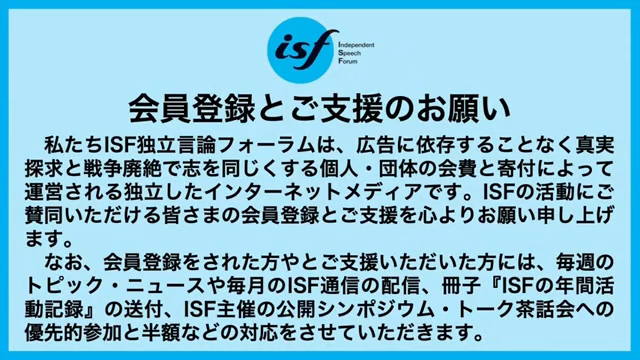 isf
Independent
Speech
Forum
会員登録とご支援のお願い
私たちISF独立言論フォーラムは、広告に依存することなく真実
探求と戦争廃絶で志を同じくする個人・団体の会費と寄付によって
運営される独立したインターネットメディアです。ISFの活動にご
賛同いただける皆さまの会員登録とご支援を心よりお願い申し上げ
ます。
なお、会員登録をされた方やとご支援いただいた方には、毎週の
トピック・ニュースや毎月のISF通信の配信、冊子『ISFの年間活
動記録』の送付、ISF主催の公開シンポジウム・トーク茶話会への
優先的参加と半額などの対応をさせていただきます。